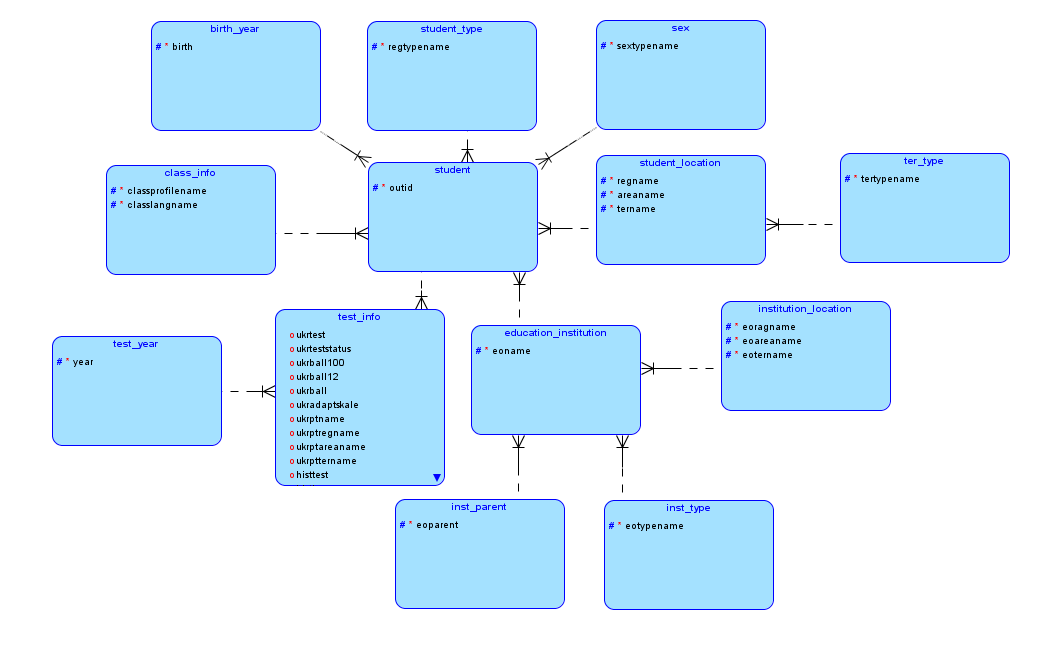 birth_year
# * birth
student_type
# * regtypename
sex
# * sextypename
class_info
# * classprofilename
# * classlangname
student
# * outid
student_location
# * regname
# * areaname
# * tername
ter_type
# * tertypename
test_year
# * year
test_info
o ukrtest
o ukrteststatus
o ukrball100
o ukrball12
o ukrball
o ukradaptskale
o ukrptname
o ukrptregname
o ukrptareaname
o ukrpttername
o histtest
education_institution
# * eoname
institution_location
# * eoragname
# * eoareaname
# * eotername
inst_parent
# * eoparent
inst_type
# * eotypename